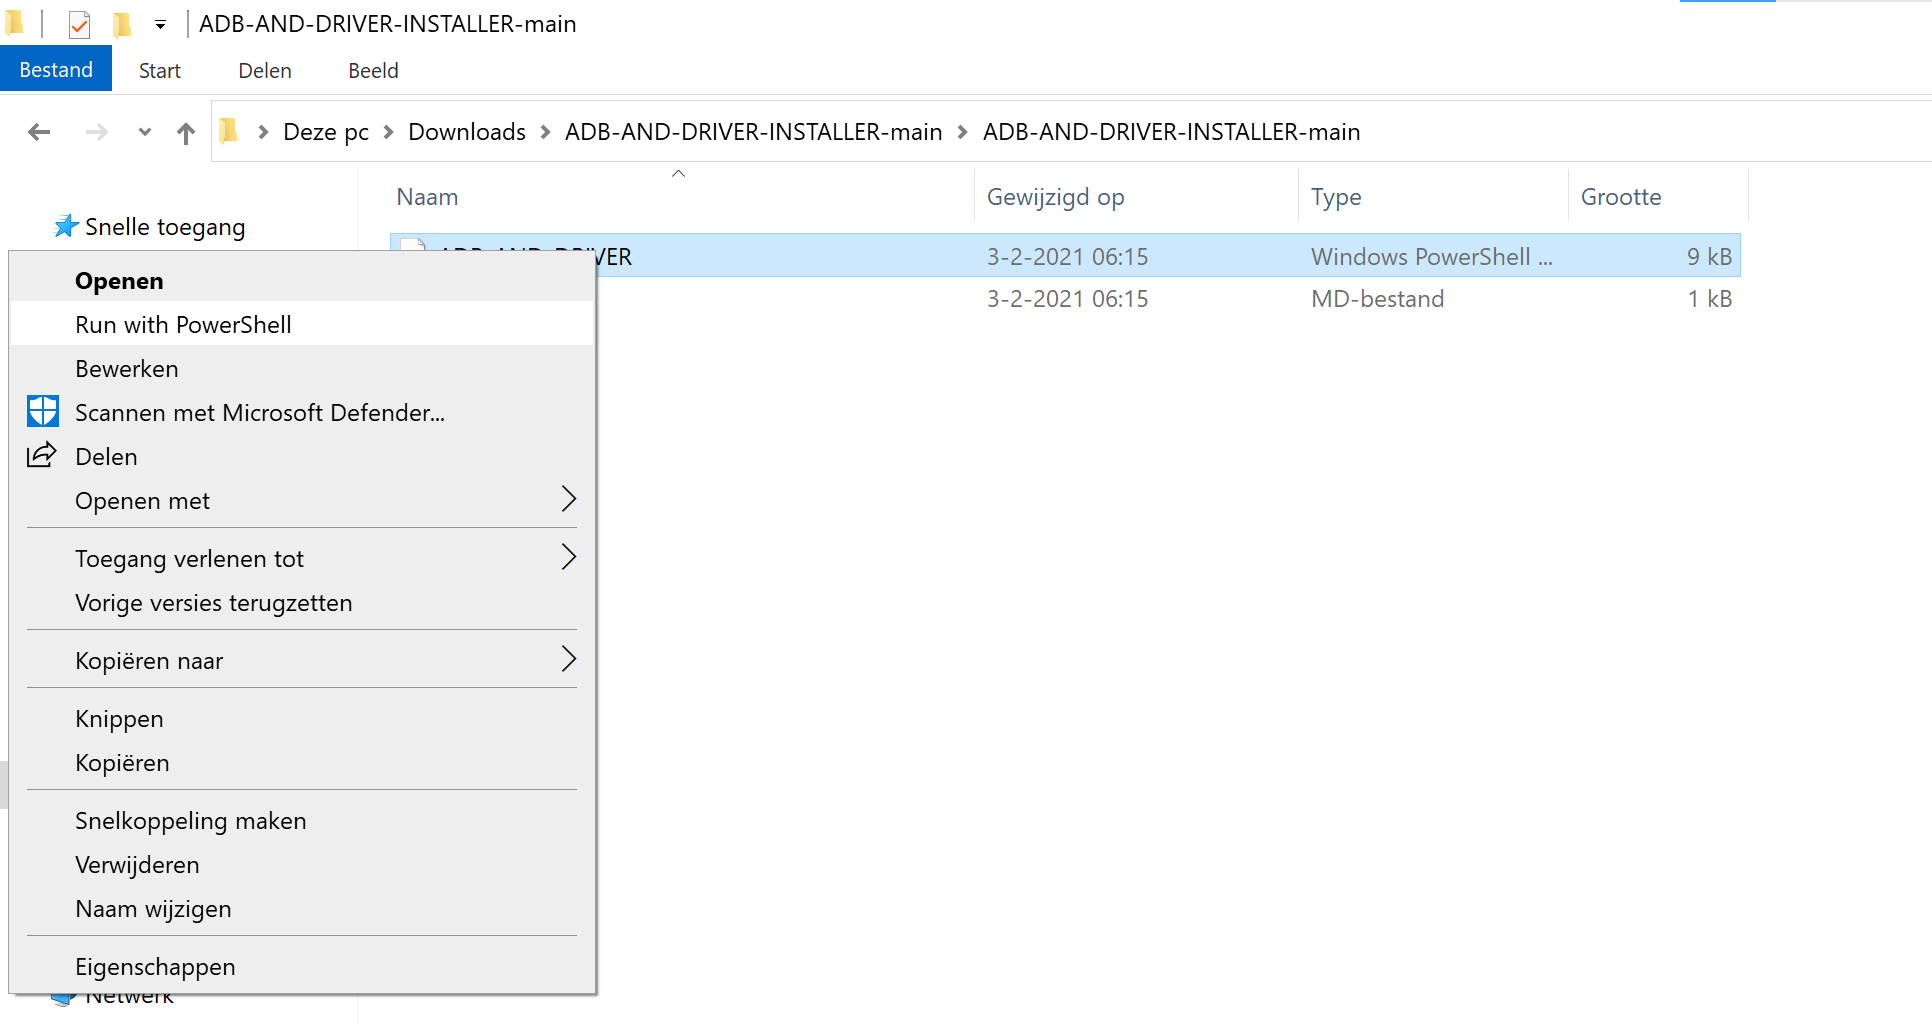 ADB-AND-DRIVER-INSTALLER-main
Bestand Start Delen Beeld
Deze pc Downloads ADB-AND-DRIVER-INSTALLER-main ADB-AND-DRIVER-INSTALLER-main
Naam Gewijzigd op Type Grootte
Snelle toegang
ADB-AND-DRIVER 3-2-2021 06:15 Windows PowerShell ... 9 kB
3-2-2021 06:15 MD-bestand 1 kB
Openen
Run with PowerShell
Bewerken
Scannen met Microsoft Defender...
Delen
Openen met
Toegang verlenen tot
Vorige versies terugzetten
Kopiëren naar
Knippen
Kopiëren
Snelkoppeling maken
Verwijderen
Naam wijzigen
Eigenschappen
Netwerk